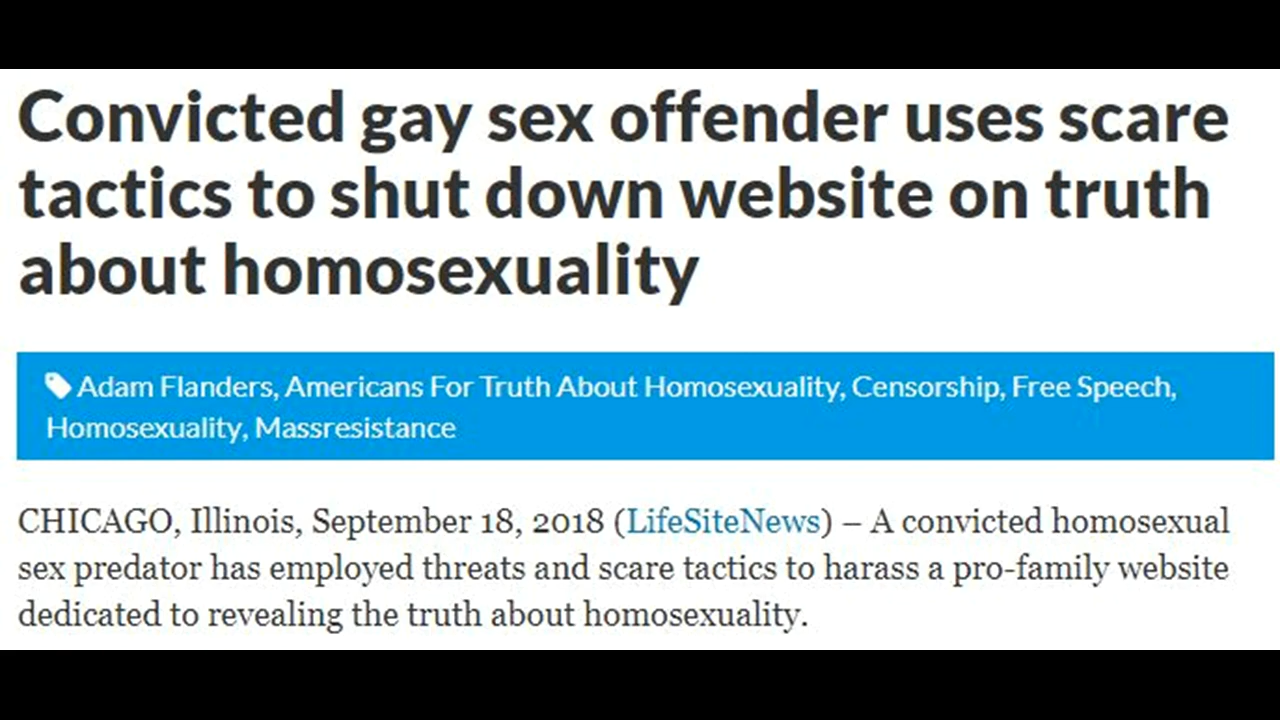 Convicted gay sex offender uses scare
tactics to shut down website on truth
about homosexuality
Adam Flanders, Americans For Truth About Homosexuality, Censorship, Free Speech,
Homosexuality, Massresistance
CHICAGO, Illinois, September 18, 2018 (LifeSiteNews) – A convicted homosexual
sex predator has employed threats and scare tactics to harass a pro-family website
dedicated to revealing the truth about homosexuality.